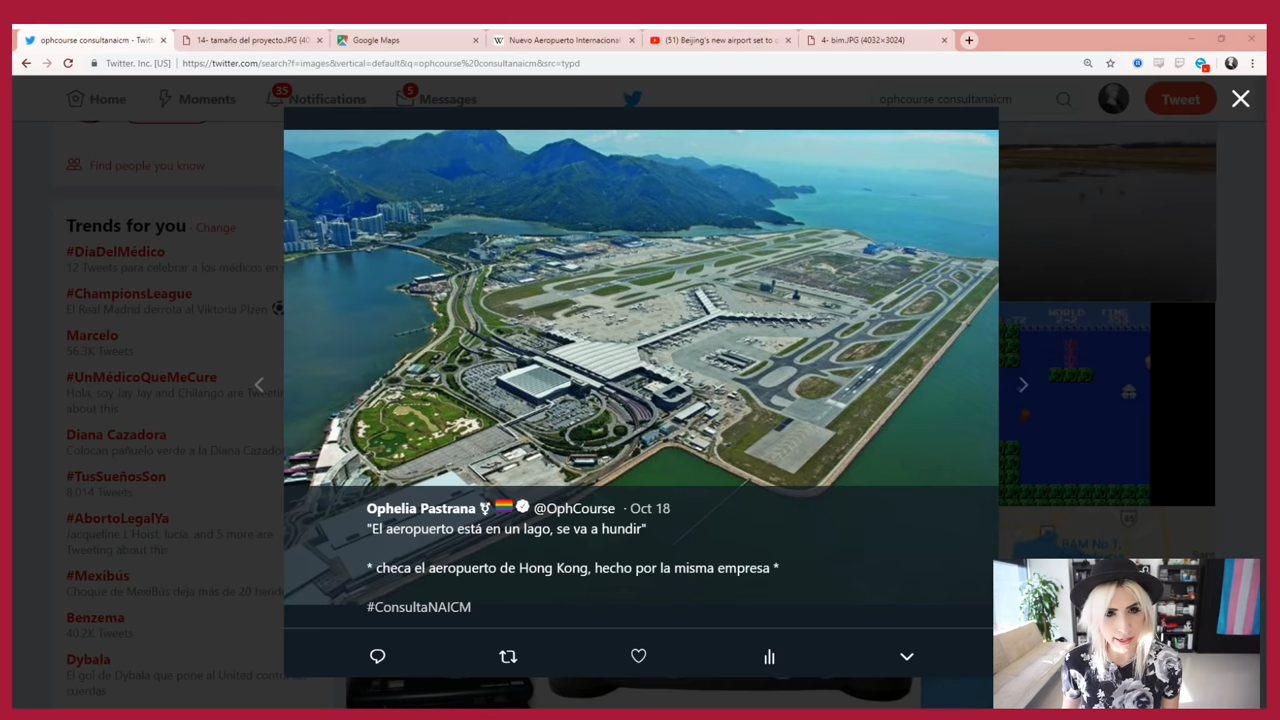 ophcourse consultanaicm - Twitt
14- tamaño del proyecto.JPG (40
Google Maps
Nuevo Aeropuerto Internacional
(51) Beijing's new airport set to
4- bim.JPG (4032×3024)
Twitter, Inc. [US] | https://twitter.com/search?f=images&vertical=default&q=ophcourse%20consultanaicm&src=typd
Home
Moments
35
Notifications
5
Messages
ophcourse consultanaicm
Tweet
Find people you know
Trends for you · Change
#DíaDelMédico
12 Tweets para celebrar a los médicos en
#ChampionsLeague
El Real Madrid derrota al Viktoria Plzen
Marcelo
56.3K Tweets
#UnMédicoQueMeCure
Hola, soy Jay Jay and Chilango are Tweeting
about this
Diana Cazadora
Colocan pañuelo verde a la Diana Cazado
#TusSueñosSon
8,014 Tweets
#AbortoLegalYa
Jacqueline L'Hoist, lucía, and 5 more are
Tweeting about this
#Mexibús
Choque de MexiBús deja más de 20 herid
Benzema
40.2K Tweets
Dybala
El gol de Dybala que pone al United contra
cuerdas
WORLD
TIME
BAM No 1,
Sant
Ophelia Pastrana @OphCourse · Oct 18
"El aeropuerto está en un lago, se va a hundir"
* checa el aeropuerto de Hong Kong, hecho por la misma empresa *
#ConsultaNAICM